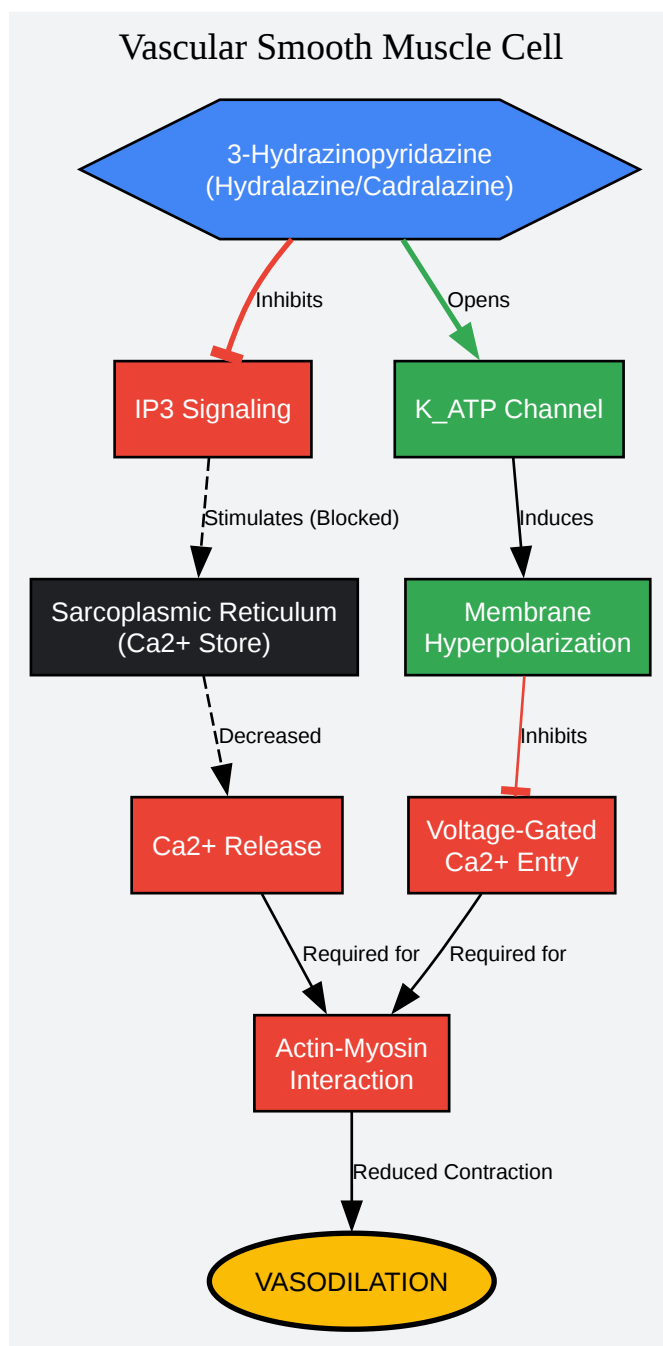 Vascular Smooth Muscle Cell
3-Hydrazinopyridazine
(Hydralazine/Cadralazine)
Inhibits
Opens
IP3 Signaling
K_ATP Channel
Stimulates (Blocked)
Induces
Sarcoplasmic Reticulum
(Ca2+ Store)
Membrane
Hyperpolarization
Decreased
Inhibits
Ca2+ Release
Voltage-Gated
Ca2+ Entry
Required for
Required for
Actin-Myosin
Interaction
Reduced Contraction
VASODILATION